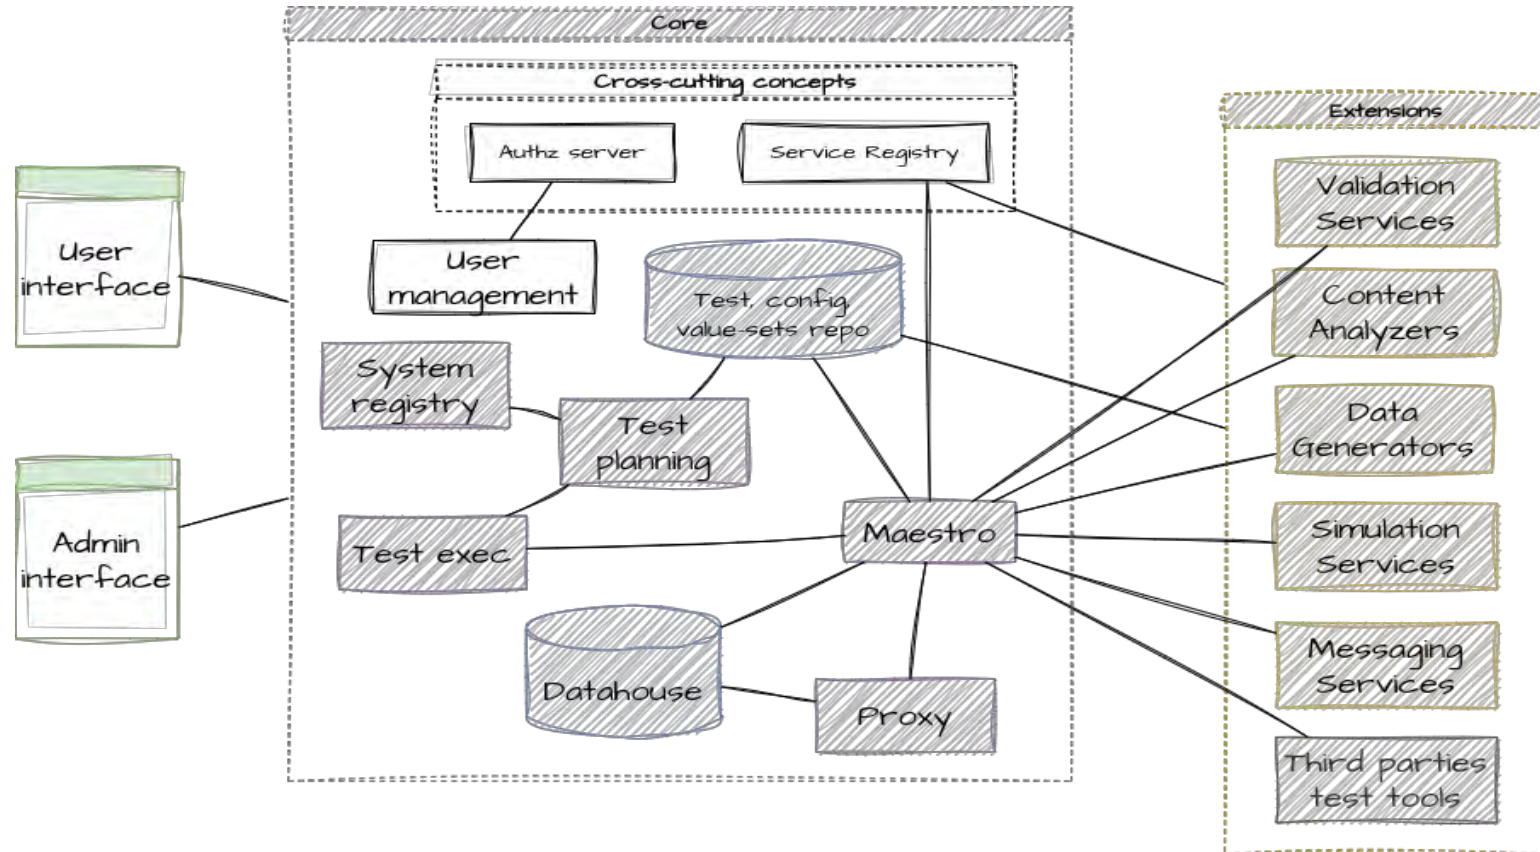 Core
Cross-cutting concepts
Authz server
Service Registry
Extensions
User
interface
User
management
Test, config,
value-sets repo
System
registry
Test
planning
Test exec
Maestro
Admin
interface
Datahouse
Proxy
Validation
Services
Content
Analyzers
Data
Generators
Simulation
Services
Messaging
Services
Third parties
test tools